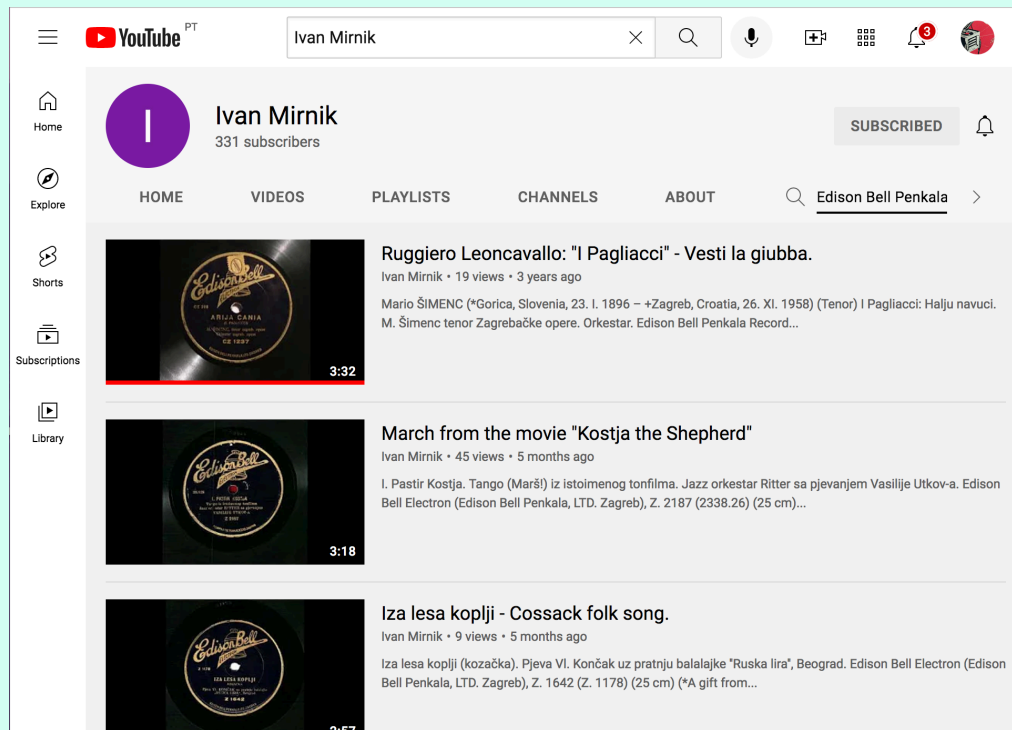 YouTube PT
Ivan Mirnik
3
Home
Explore
Shorts
Subscriptions
Library
I
Ivan Mirnik
331 subscribers
SUBSCRIBED
HOME VIDEOS PLAYLISTS CHANNELS ABOUT Edison Bell Penkala
Edison Bell
ARIJA CANIA
CZ 1237
3:32
Ruggiero Leoncavallo: "I Pagliacci" - Vesti la giubba.
Ivan Mirnik • 19 views • 3 years ago
Mario ŠIMENC (*Gorica, Slovenia, 23. I. 1896 – +Zagreb, Croatia, 26. XI. 1958) (Tenor) I Pagliacci: Halju navuci.
M. Šimenc tenor Zagrebačke opere. Orkestar. Edison Bell Penkala Record...
Edison Bell
I. PASTIR KOSTJA
3:18
March from the movie "Kostja the Shepherd"
Ivan Mirnik • 45 views • 5 months ago
I. Pastir Kostja. Tango (Marš!) iz istoimenog tonfilma. Jazz orkestar Ritter sa pjevanjem Vasilije Utkov-a. Edison
Bell Electron (Edison Bell Penkala, LTD. Zagreb), Z. 2187 (2338.26) (25 cm)...
Edison Bell
IZA LESA KOPLJI
Z 1642
Iza lesa koplji - Cossack folk song.
Ivan Mirnik • 9 views • 5 months ago
Iza lesa koplji (kozačka). Pjeva Vl. Končak uz pratnju balalajke "Ruska lira", Beograd. Edison Bell Electron (Edison
Bell Penkala, LTD. Zagreb), Z. 1642 (Z. 1178) (25 cm) (*A gift from...